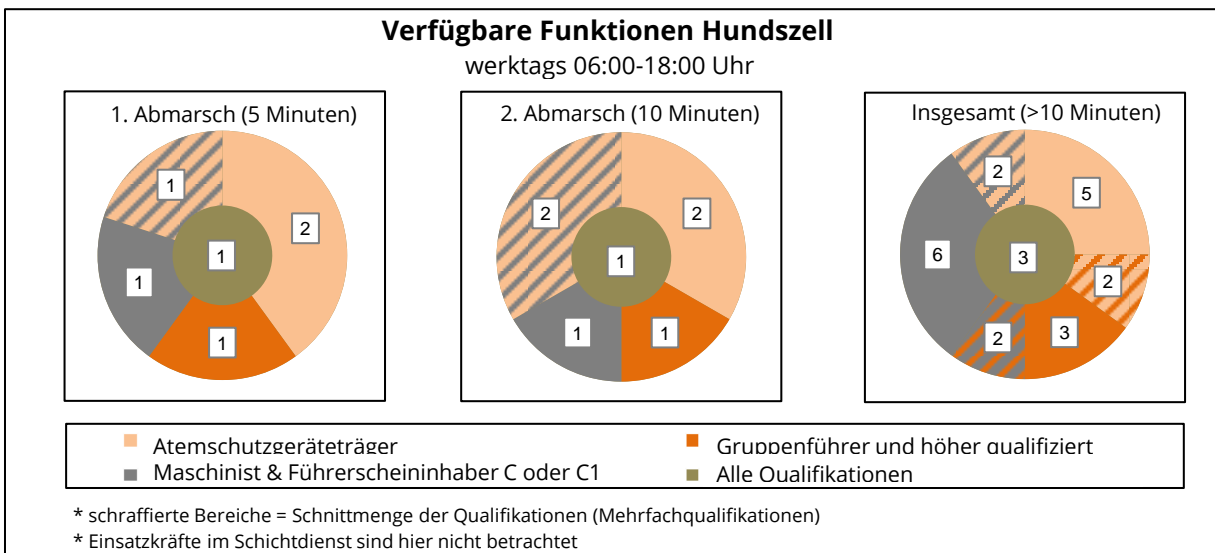 Verfügbare Funktionen Hundszell
werktags 06:00-18:00 Uhr
1. Abmarsch (5 Minuten)
1
2
1
1
1
2. Abmarsch (10 Minuten)
2
2
1
1
1
Insgesamt (>10 Minuten)
2
5
6
3
2
2
3
Atemschutzgeräteträger
Gruppenführer und höher qualifiziert
Maschinist & Führerscheininhaber C oder C1
Alle Qualifikationen
* schraffierte Bereiche = Schnittmenge der Qualifikationen (Mehrfachqualifikationen)
* Einsatzkräfte im Schichtdienst sind hier nicht betrachtet